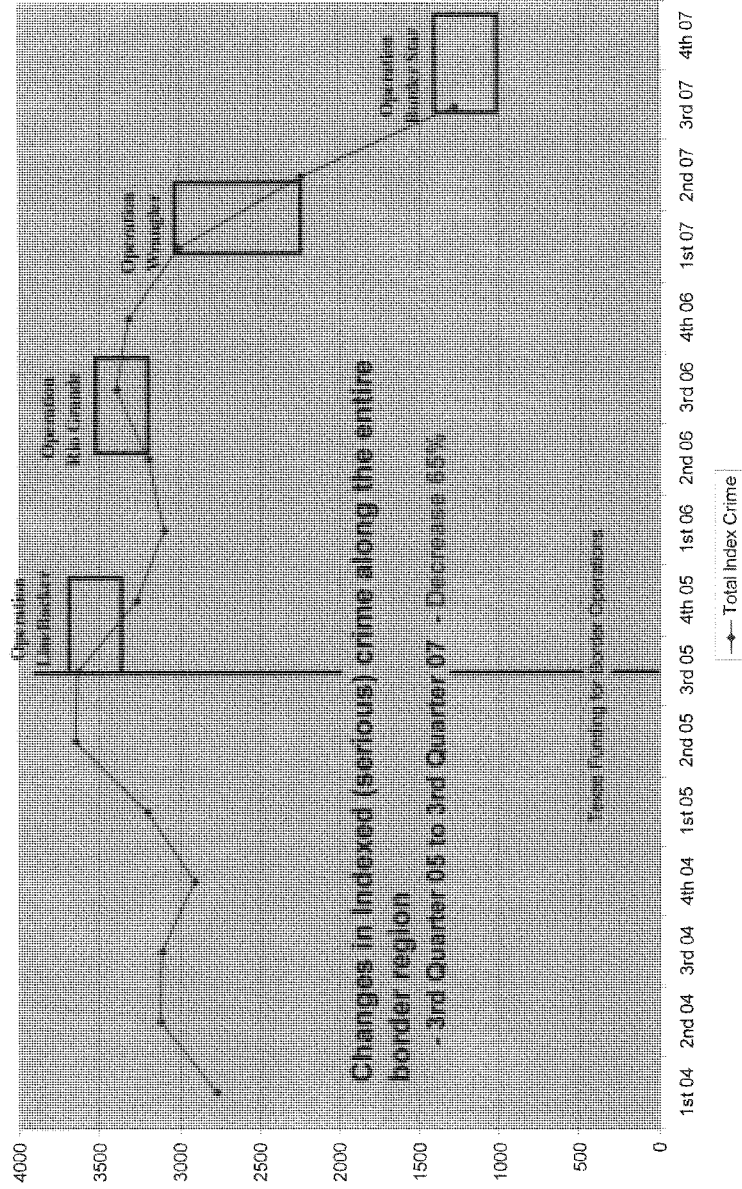 4000
3500
3000
2500
2000
1500
1000
500
0
Operation
LineBacker
Operation
Rio Grande
Operation
Wrangler
Operation
Border Star
Changes in Indexed (serious) crime along the entire
border region
- 3rd Quarter 05 to 3rd Quarter 07 - Decrease 65%
Texas Funding for Border Operations
1st 04
2nd 04
3rd 04
4th 04
1st 05
2nd 05
3rd 05
4th 05
1st 06
2nd 06
3rd 06
4th 06
1st 07
2nd 07
3rd 07
4th 07
Total Index Crime